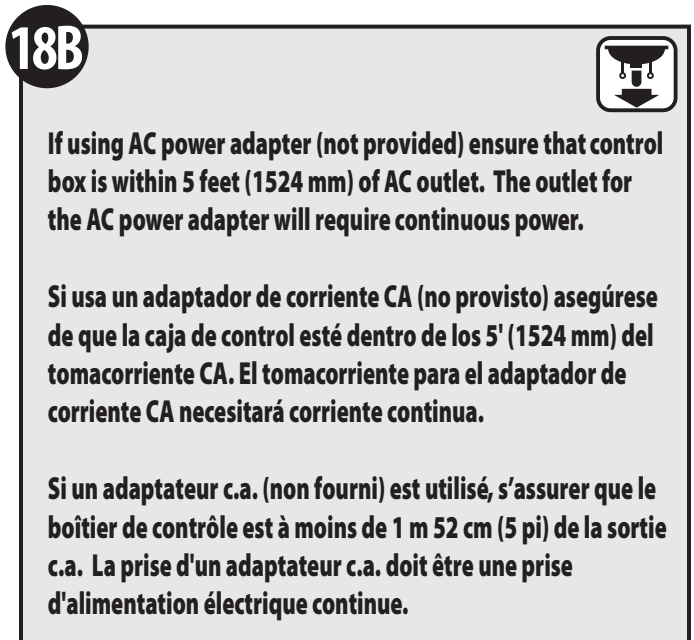 18B
If using AC power adapter (not provided) ensure that control
box is within 5 feet (1524 mm) of AC outlet.  The outlet for
the AC power adapter will require continuous power.
Si usa un adaptador de corriente CA (no provisto) asegúrese
de que la caja de control esté dentro de los 5' (1524 mm) del
tomacorriente CA. El tomacorriente para el adaptador de
corriente CA necesitará corriente continua.
Si un adaptateur c.a. (non fourni) est utilisé, s’assurer que le
boîtier de contrôle est à moins de 1 m 52 cm (5 pi) de la sortie
c.a.  La prise d'un adaptateur c.a. doit être une prise
d'alimentation électrique continue.